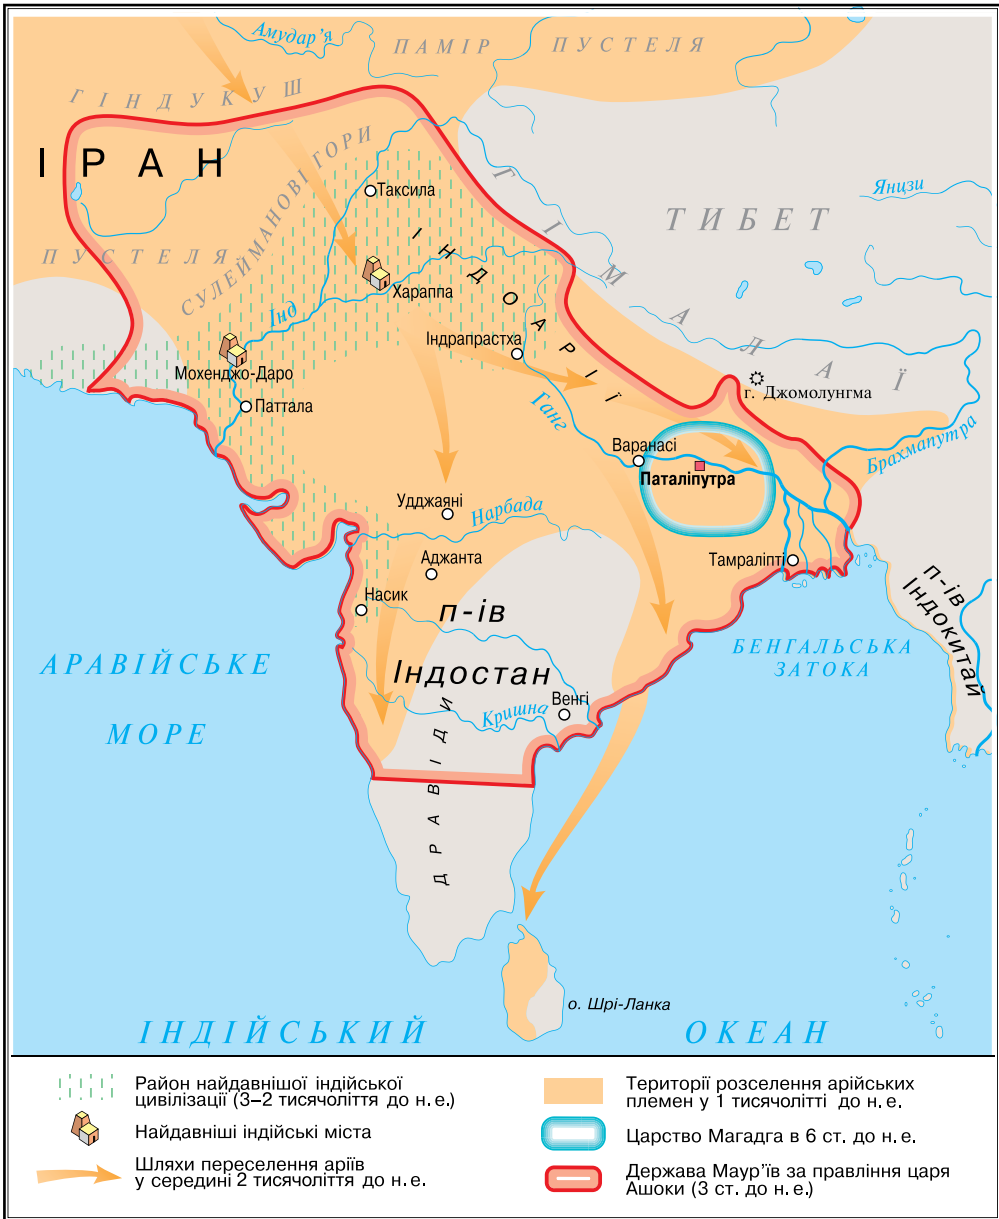 Амудар’я
ПАМІР
ПУСТЕЛЯ
ГІНДУКУШ
ІРАН
СУЛЕЙМАНОВІ ГОРИ
Таксила
ГІМАЛАЇ
ТИБЕТ
Янцзи
ПУСТЕЛЯ
ІНДОАРІЇ
Хараппа
Інд
Індрапрастха
Мохенджо-Даро
Паттала
г. Джомолунгма
Ганг
Варанасі
Паталіпутра
Брахмапутра
Удджаяні
Нарбада
Аджанта
Тамраліпті
Насик
п-ів
Індостан
п-ів
Індокитай
АРАВІЙСЬКЕ
МОРЕ
БЕНГАЛЬСЬКА
ЗАТОКА
Венгі
Кришна
ДРАВІДИ
о. Шрі-Ланка
ІНДІЙСЬКИЙ ОКЕАН
Район найдавнішої індійської
цивілізації (3–2 тисячоліття до н. е.)
Найдавніші індійські міста
Шляхи переселення аріїв
у середині 2 тисячоліття до н. е.
Території розселення арійських
племен у 1 тисячолітті до н. е.
Царство Магадга в 6 ст. до н. е.
Держава Маур’їв за правління царя
Ашоки (3 ст. до н. е.)